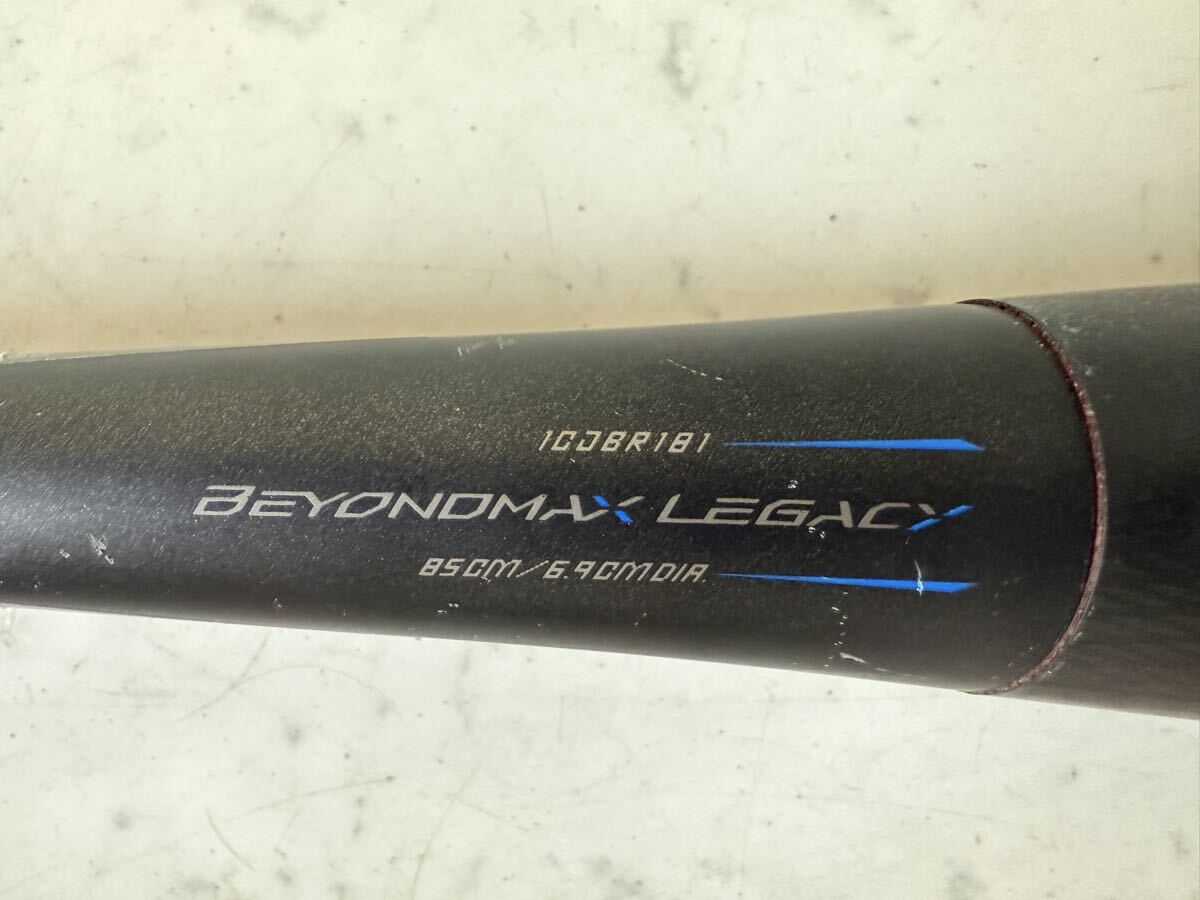 1CJBR181
BEYONDMAX LEGACY
85CM/6.9CMDIA.